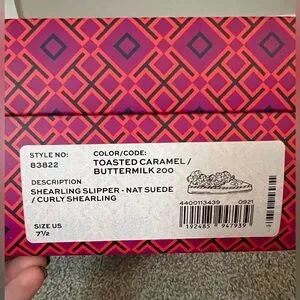 STYLE NO:
83822
COLOR/CODE:
TOASTED CARAMEL /
BUTTERMILK 200
DESCRIPTION
SHEARLING SLIPPER - NAT SUEDE
/ CURLY SHEARLING
4400113439 0921
SIZE US
7½
192485 947939